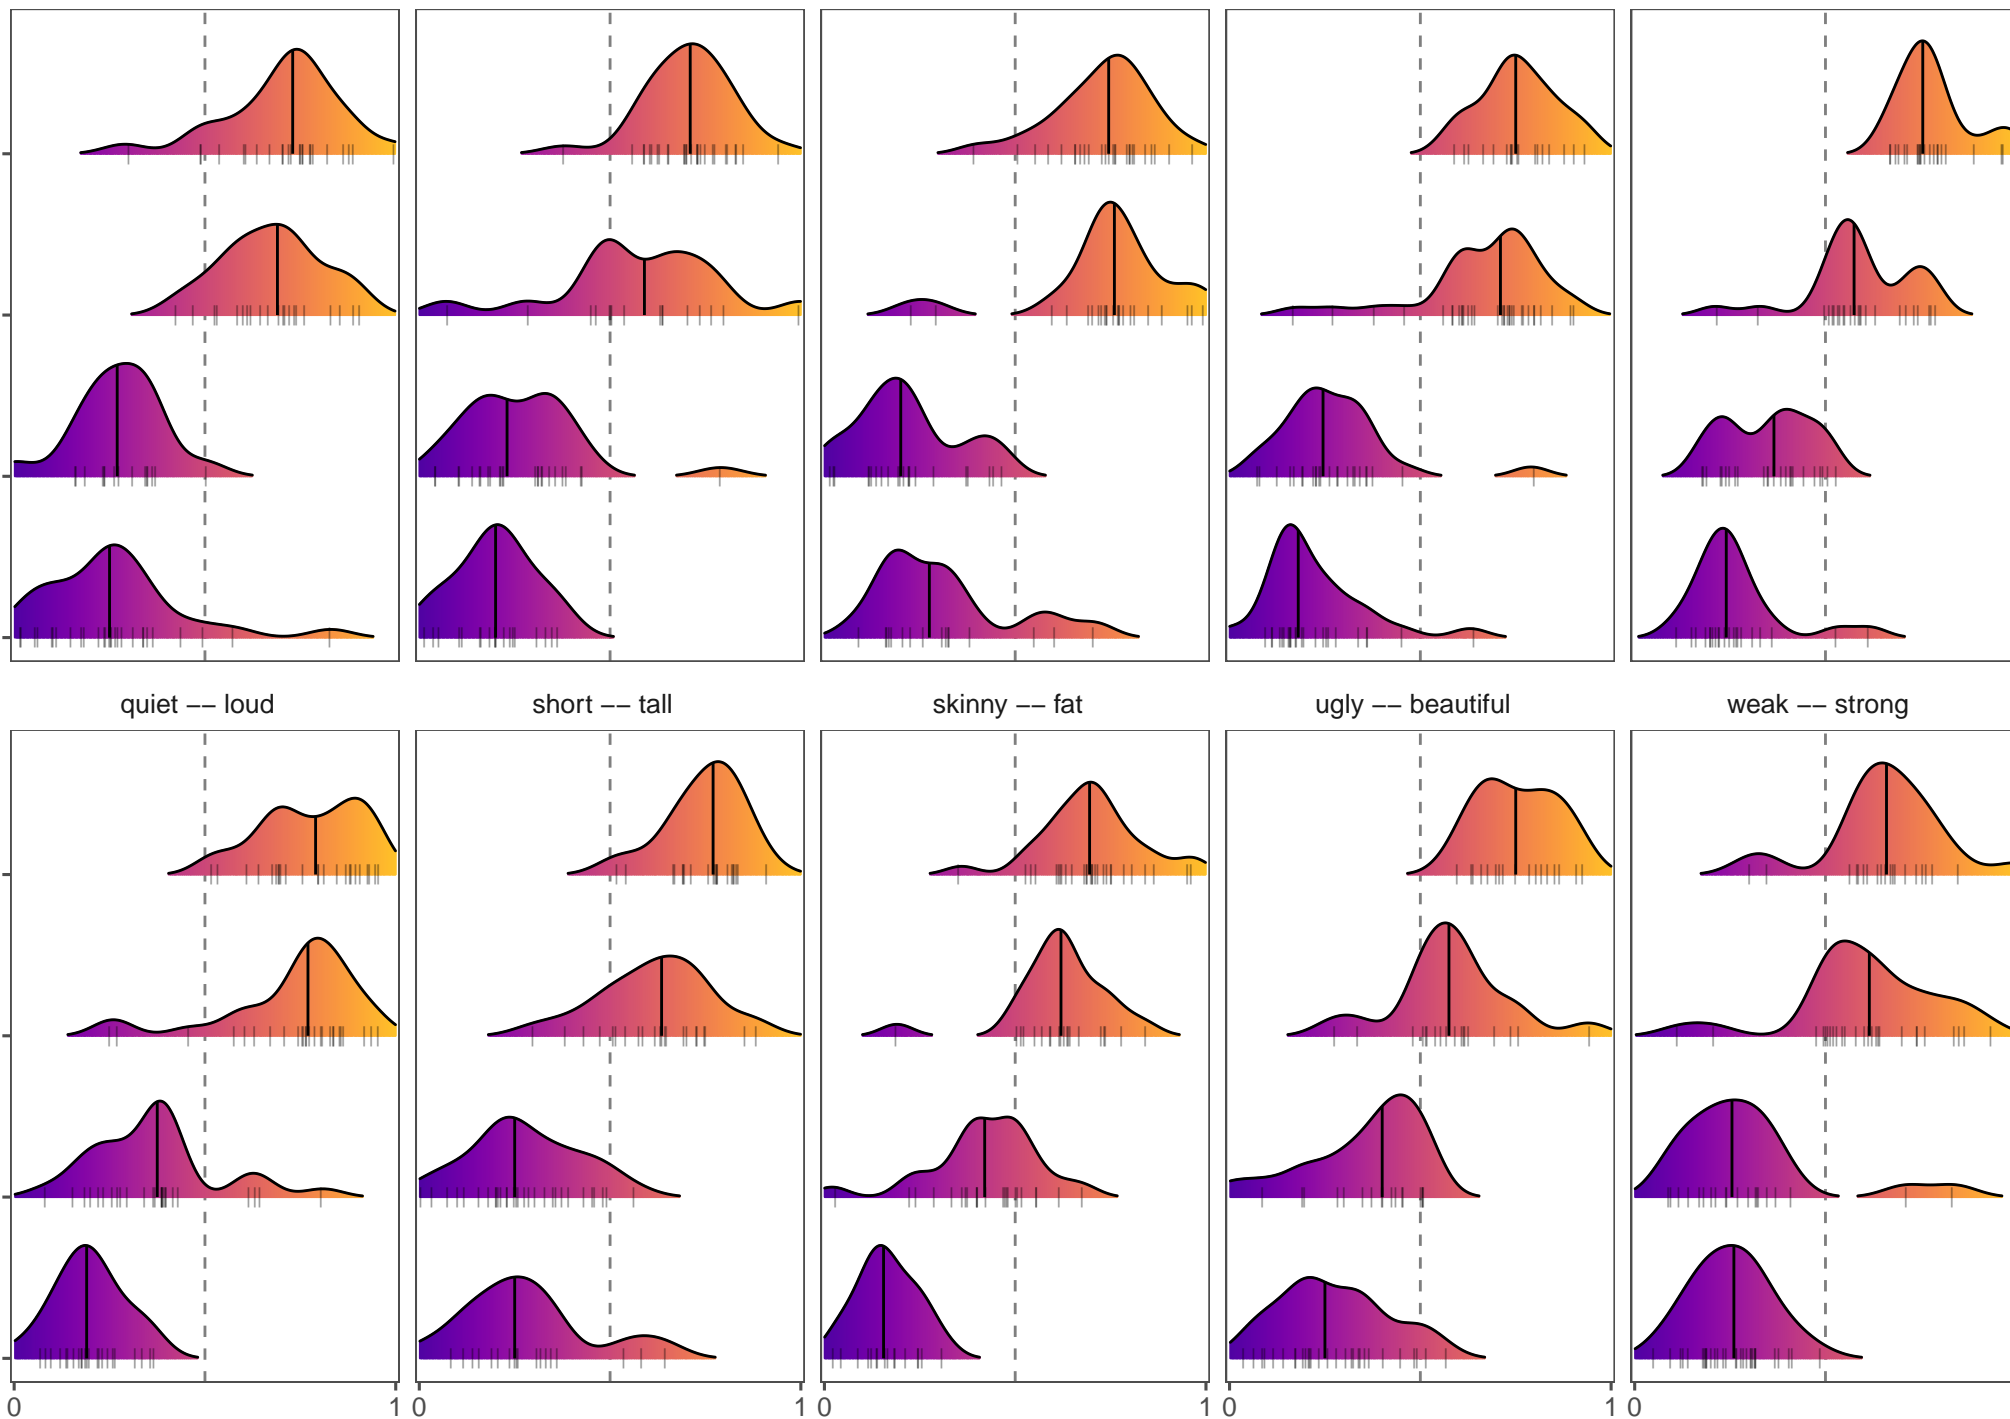 quiet −− loud short −− tall skinny −− fat ugly −− beautiful weak −− strong
0 1 0 1 0 1 0 1 0